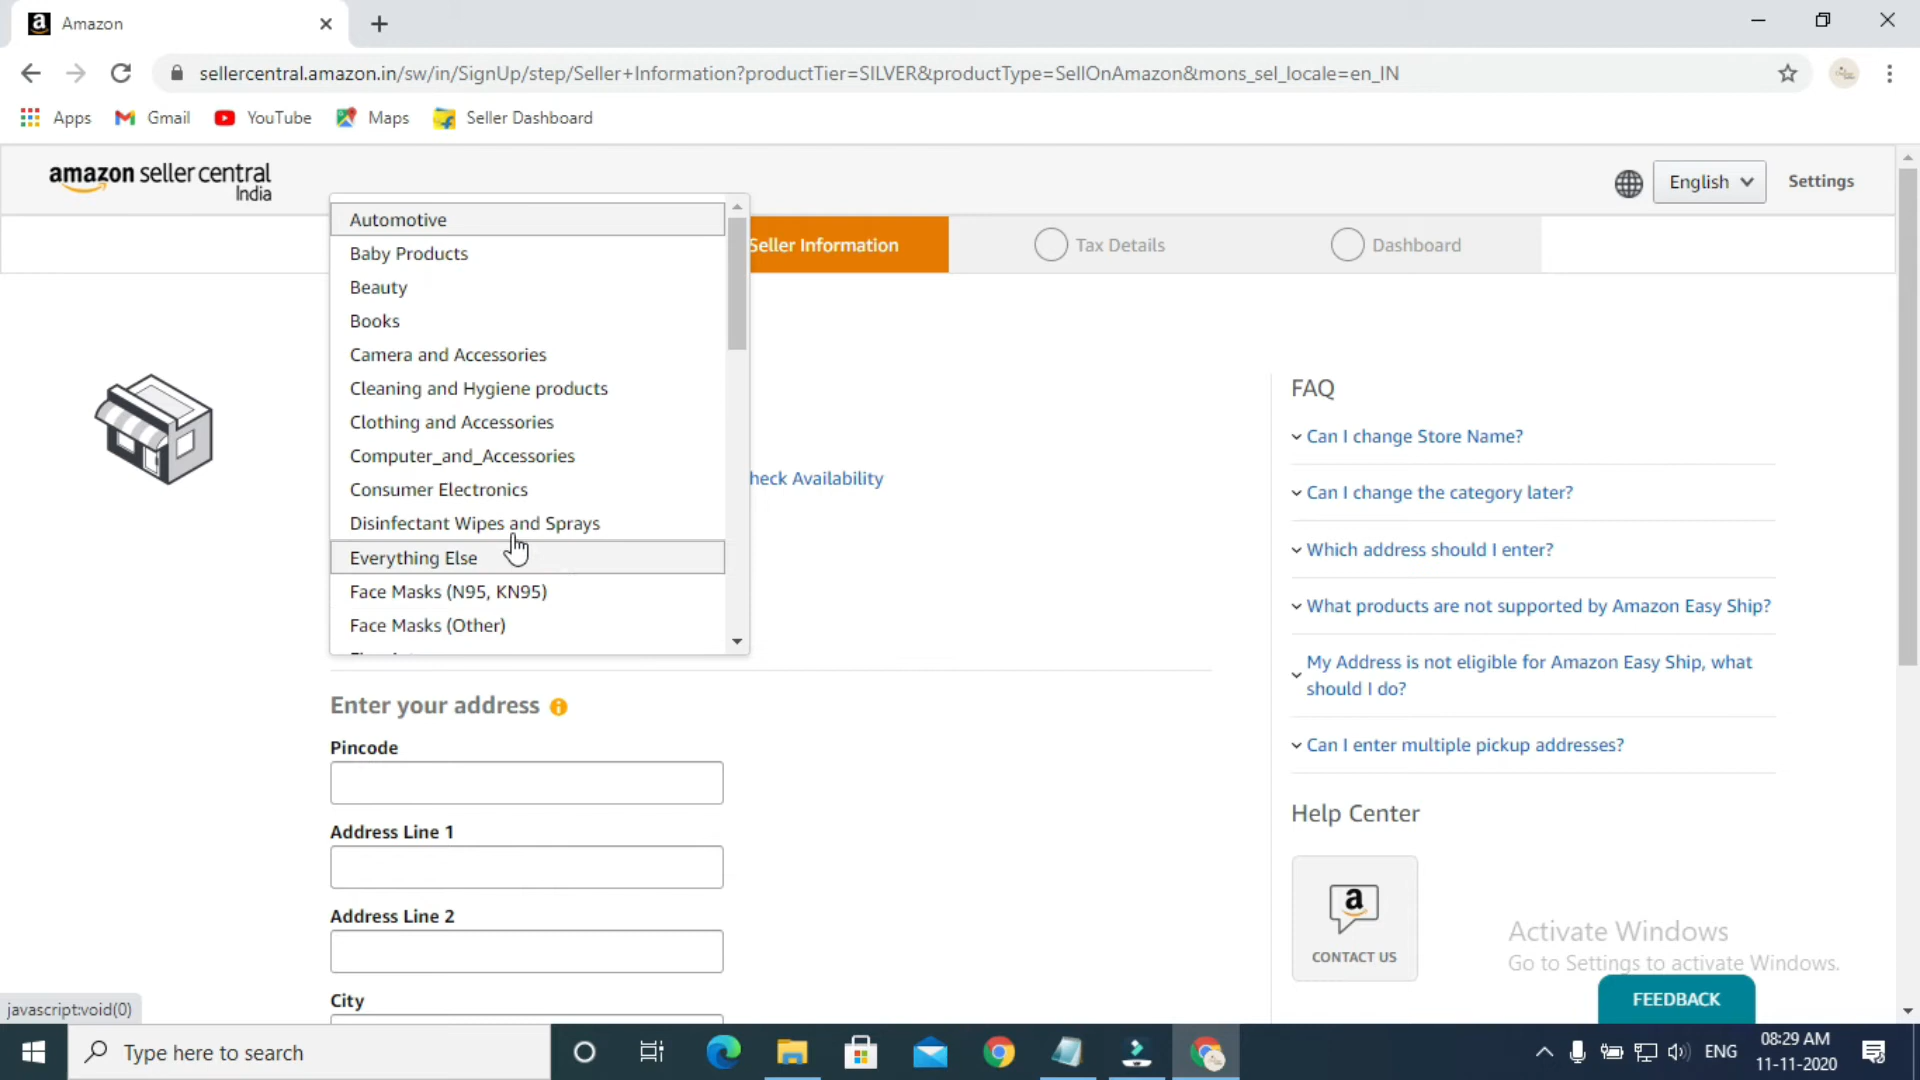 Amazon
sellercentral.amazon.in/sw/in/SignUp/step/Seller+Information?productTier=SILVER&productType=SellOnAmazon&mons_sel_locale=en_IN
Apps
Gmail
YouTube
Maps
Seller Dashboard
amazon seller central
India
English
Settings
Seller Information
Tax Details
Dashboard
Automotive
Baby Products
Beauty
Books
Camera and Accessories
Cleaning and Hygiene products
Clothing and Accessories
Computer_and_Accessories
Consumer Electronics
Disinfectant Wipes and Sprays
Everything Else
Face Masks (N95, KN95)
Face Masks (Other)
heck Availability
Enter your address
Pincode
Address Line 1
Address Line 2
City
FAQ
Can I change Store Name?
Can I change the category later?
Which address should I enter?
What products are not supported by Amazon Easy Ship?
My Address is not eligible for Amazon Easy Ship, what
should I do?
Can I enter multiple pickup addresses?
Help Center
CONTACT US
Activate Windows
Go to Settings to activate Windows.
FEEDBACK
javascript:void(0)
Type here to search
ENG
08:29 AM
11-11-2020